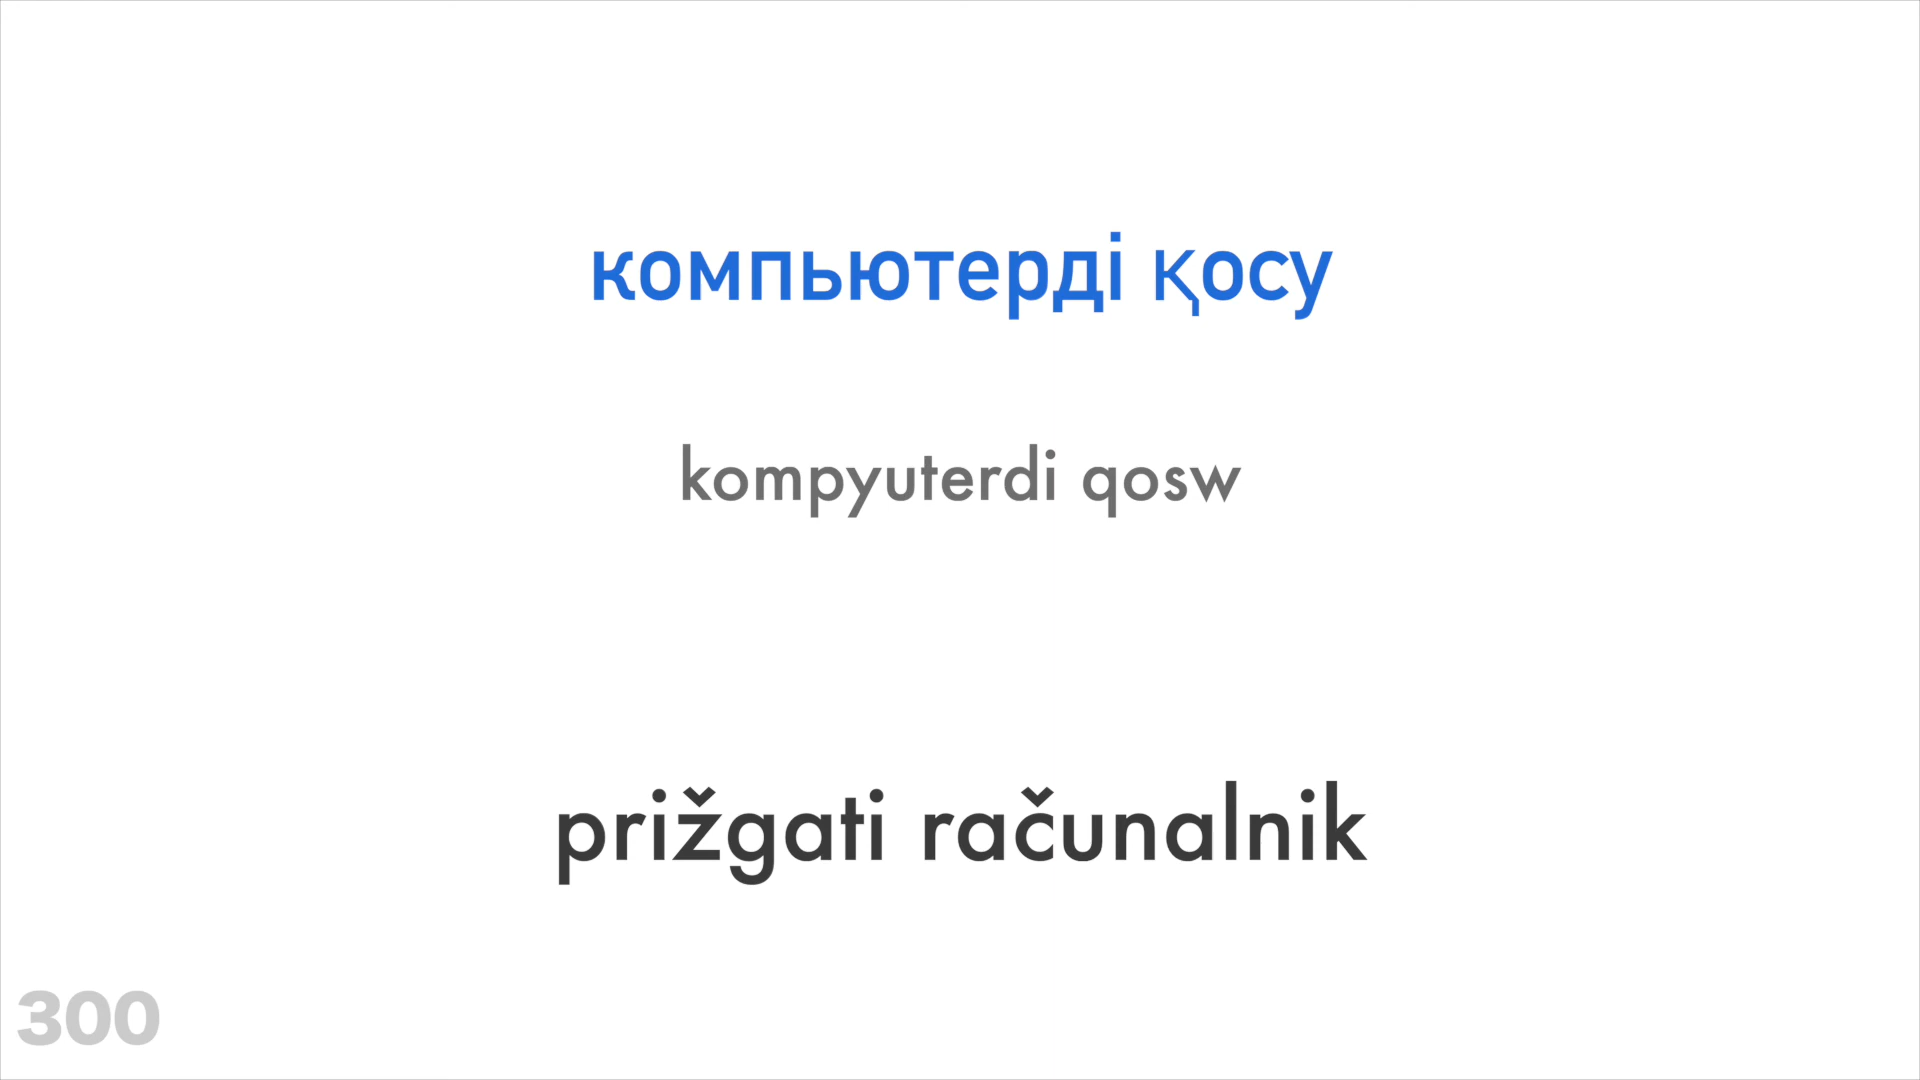 компьютерді қосу
kompyuterdi qosw
prižgati računalnik
300